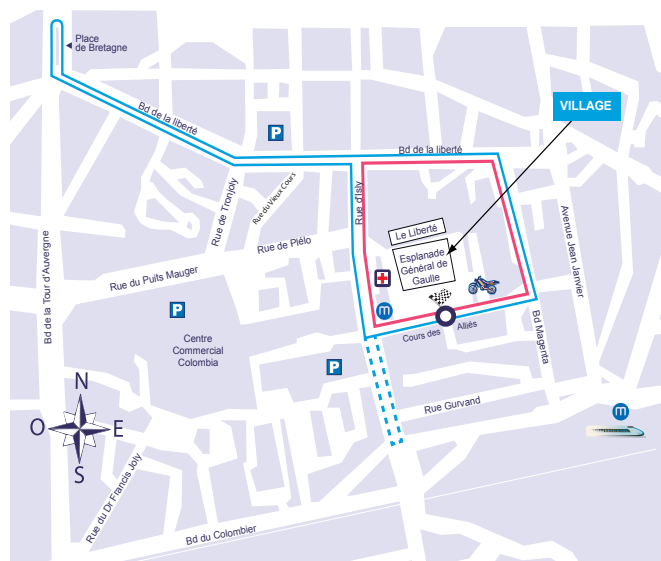 Place
de Bretagne
VILLAGE
P
Bd de la liberté
Bd de la liberté
Rue du Vieux Cours
Rue d'Isly
Rue de Tronjoly
Le Liberté
Avenue Jean Janvier
Rue de Plélo
Esplanade
Général de
Gaulle
Bd de la Tour d'Auvergne
Rue du Puits Mauger
P
m
Centre
Commercial
Colombia
Cours des Alliés
Bd Magenta
P
N
O
E
S
Rue Gurvand
m
Rue du Dr Francis Joly
Bd du Colombier